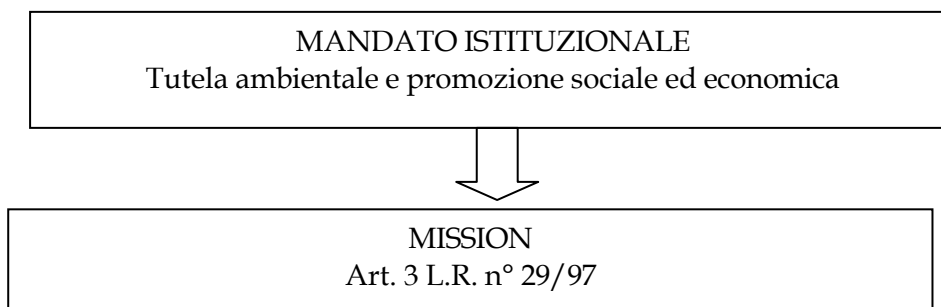 MANDATO ISTITUZIONALE
Tutela ambientale e promozione sociale ed economica
MISSION
Art. 3 L.R. n° 29/97